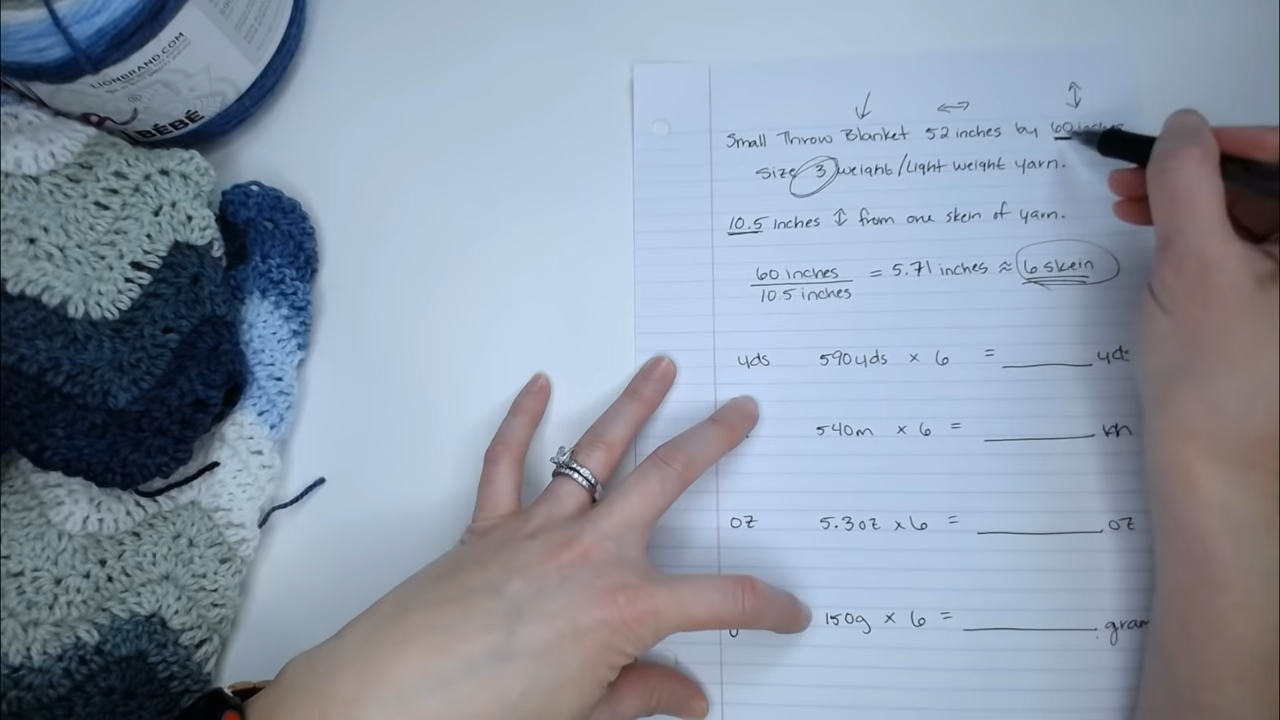 LIONBRAND.COM
BÉBÉ
Small Throw Blanket 52 inches by 60 inches
Size 3 weight/Light weight yarn.
10.5 inches ↕ from one skein of yarn.
60 inches
10.5 inches
= 5.71 inches ≈ 6 skein
yds 590yds × 6 = ______ yds
540m × 6 = ______
oz 5.3oz × 6 = ______ oz
150g × 6 = ______ gram